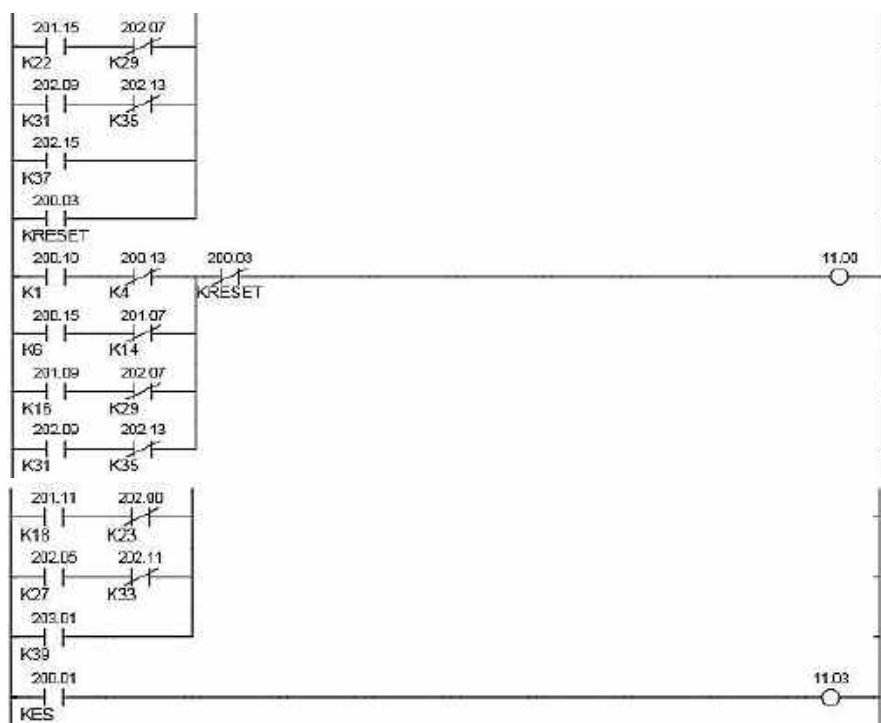 201.15 202.07
K22 K29
202.09 202.13
K31 K35
202.15
K37
200.03
KRESET
200.10 200.13 200.03 11.00
K1 K4 KRESET
200.15 201.07
K6 K14
201.09 202.07
K16 K29
202.09 202.13
K31 K35
201.11 202.00
K18 K23
202.05 202.11
K27 K33
203.01
K39
200.01 11.03
KES